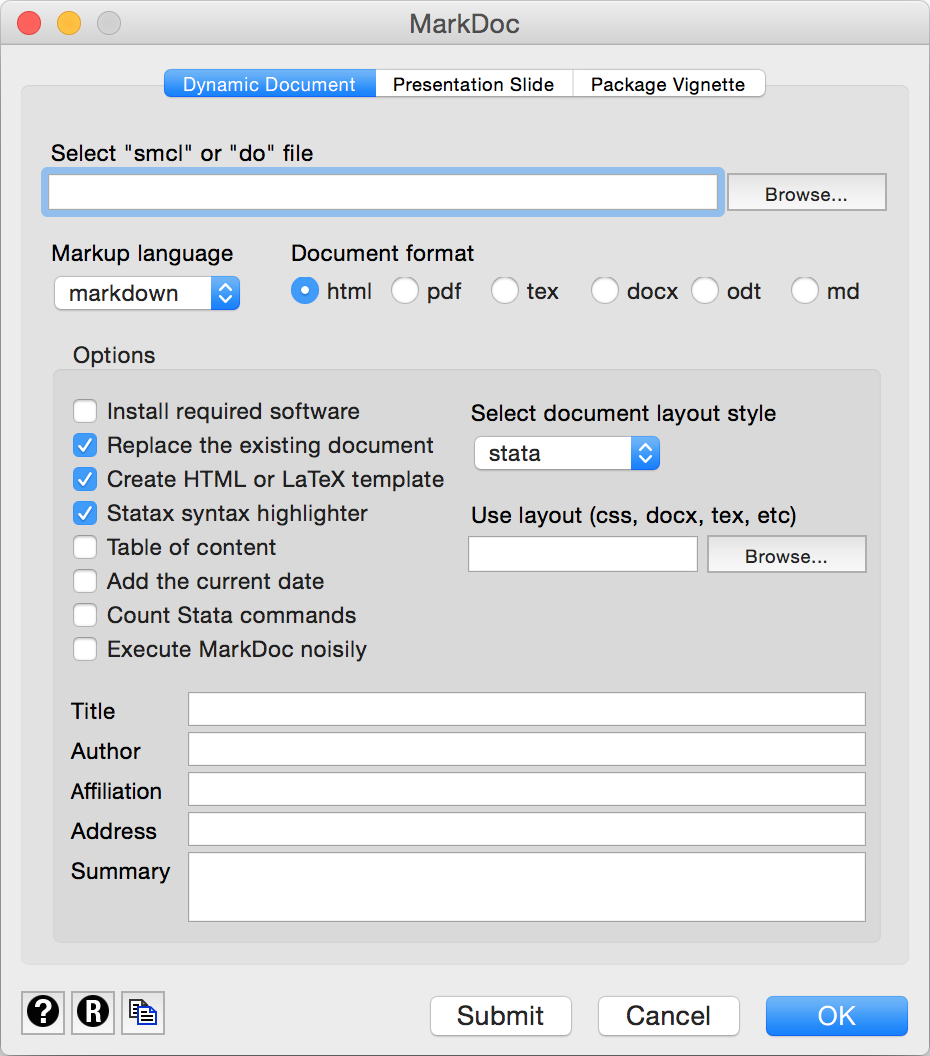 MarkDoc
Dynamic Document Presentation Slide Package Vignette
Select "smcl" or "do" file
Browse...
Markup language Document format
markdown html pdf tex docx odt md
Options
Install required software
Replace the existing document
Create HTML or LaTeX template
Statax syntax highlighter
Table of content
Add the current date
Count Stata commands
Execute MarkDoc noisily
Select document layout style
stata
Use layout (css, docx, tex, etc)
Browse...
Title
Author
Affiliation
Address
Summary
? R Submit Cancel OK